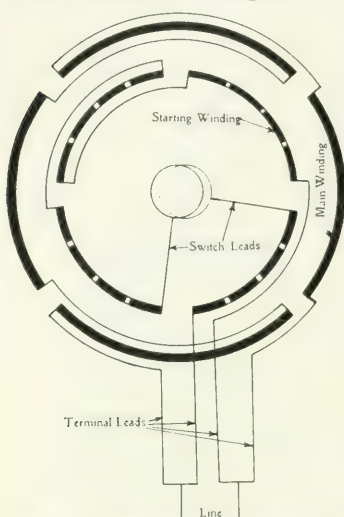 Starting Winding
Main Winding
Switch Leads
Terminal Leads
Line